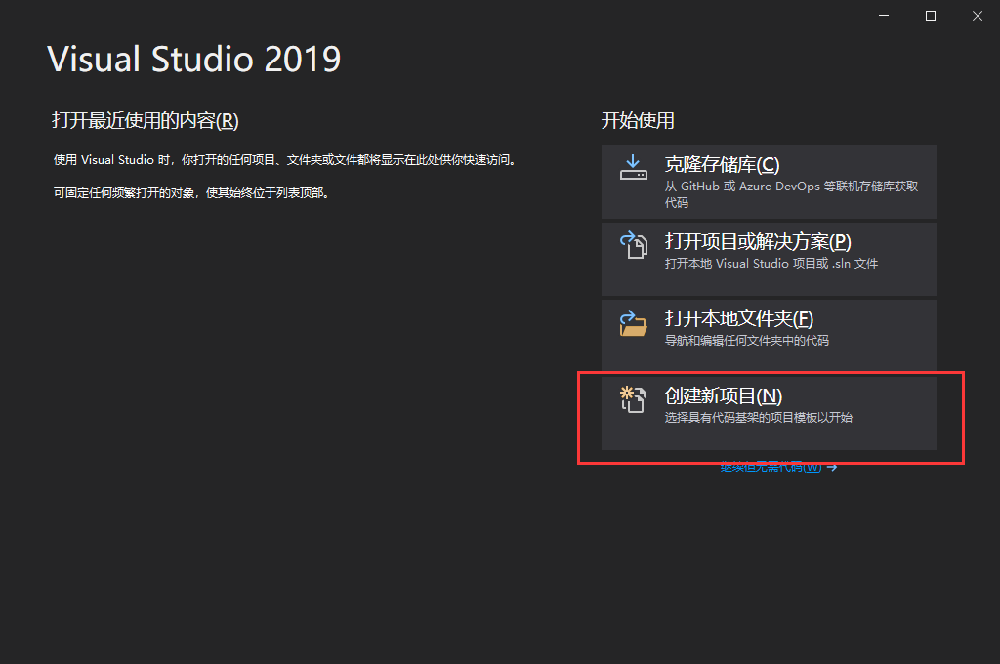 Visual Studio 2019
打开最近使用的内容(R)
使用 Visual Studio 时，你打开的任何项目、文件夹或文件都将显示在此处供你快速访问。
可固定任何频繁打开的对象，使其始终位于列表顶部。
开始使用
克隆存储库(C)
从 GitHub 或 Azure DevOps 等联机存储库获取
代码
打开项目或解决方案(P)
打开本地 Visual Studio 项目或 .sln 文件
打开本地文件夹(F)
导航和编辑任何文件夹中的代码
创建新项目(N)
选择具有代码基架的项目模板以开始
继续但无需代码(W) →